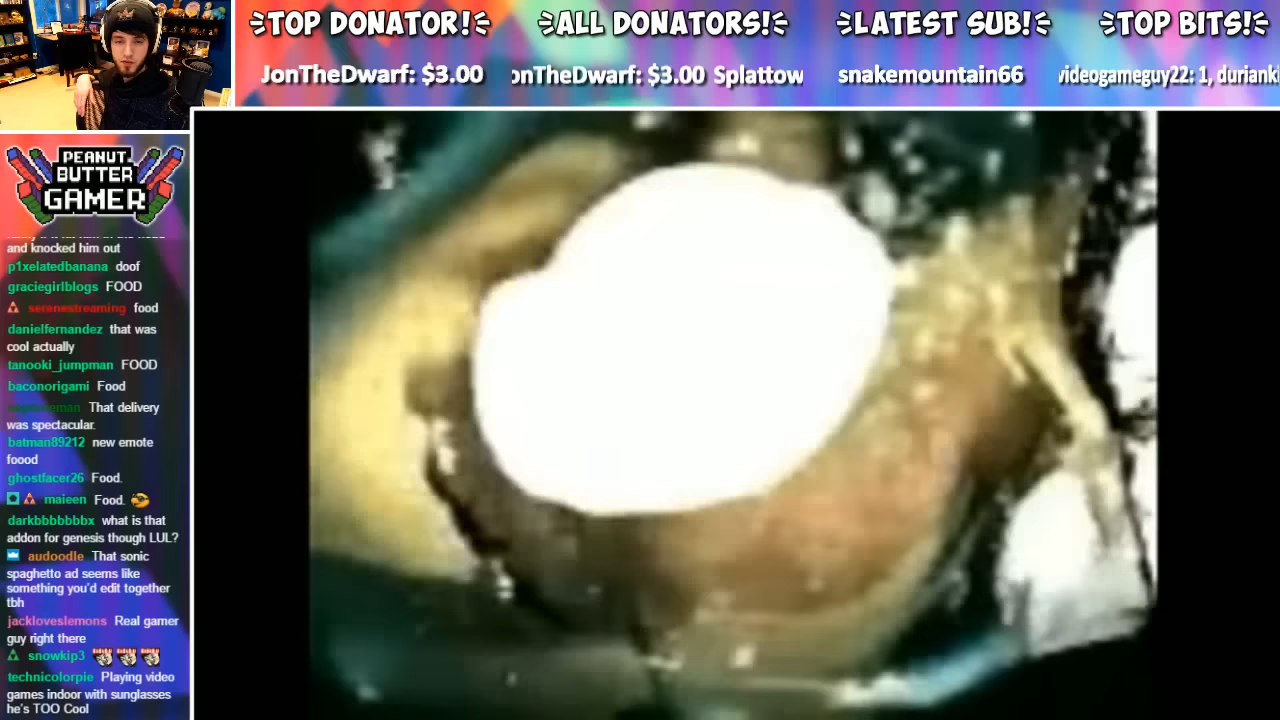 TOP DONATOR!
ALL DONATORS!
LATEST SUB!
TOP BITS!
JonTheDwarf: $3.00
onTheDwarf: $3.00 Splattow
snakemountain66
videogameguy22: 1, duriankl
PEANUT
BUTTER
GAMER
and knocked him out
p1xelatedbanana doof
graciegirlblogs FOOD
serenestreaming food
danielfernandez that was
cool actually
tanooki_jumpman FOOD
baconorigami Food
That delivery
was spectacular.
batman89212 new emote
foood
ghostfacer26 Food.
maieen Food.
darkbbbbbbbx what is that
addon for genesis though LUL?
audoodle That sonic
spaghetto ad seems like
something you'd edit together
tbh
jackloveslemons Real gamer
guy right there
snowkip3
technicolorpie Playing video
games indoor with sunglasses
he's TOO Cool